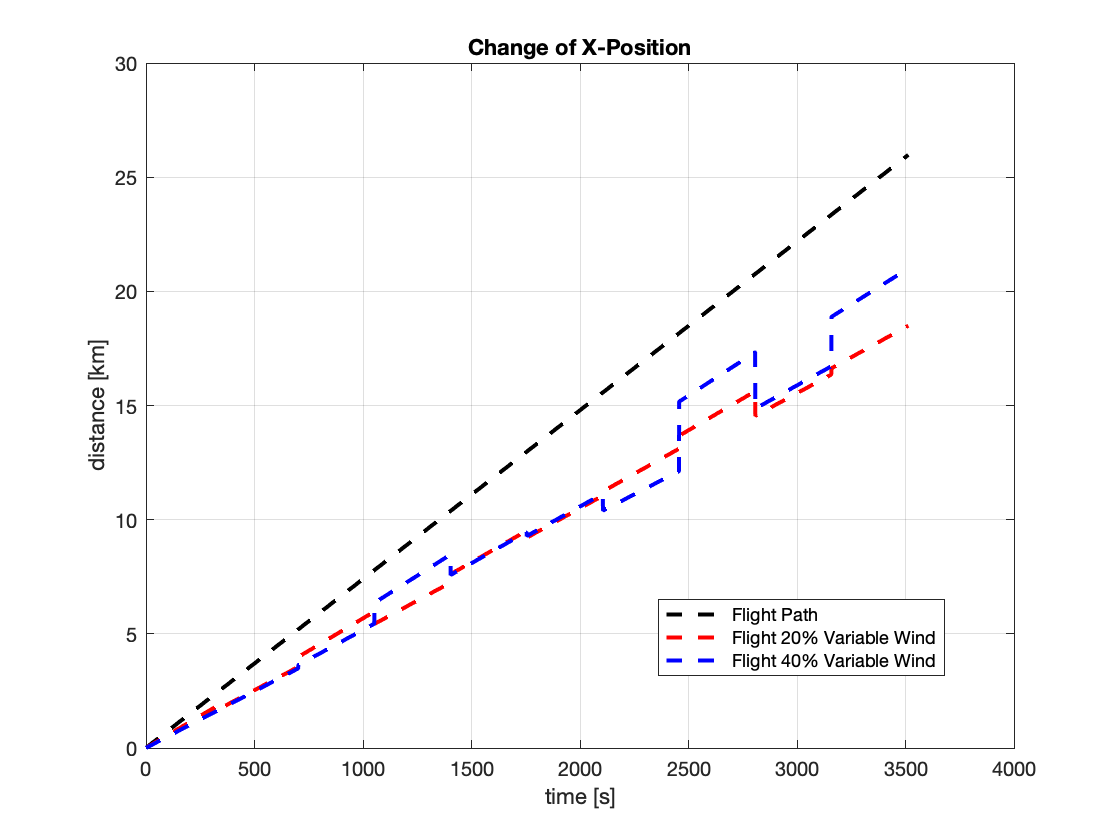 Change of X-Position
30
25
20
15
10
5
0
distance [km]
0 500 1000 1500 2000 2500 3000 3500 4000
time [s]
Flight Path
Flight 20% Variable Wind
Flight 40% Variable Wind